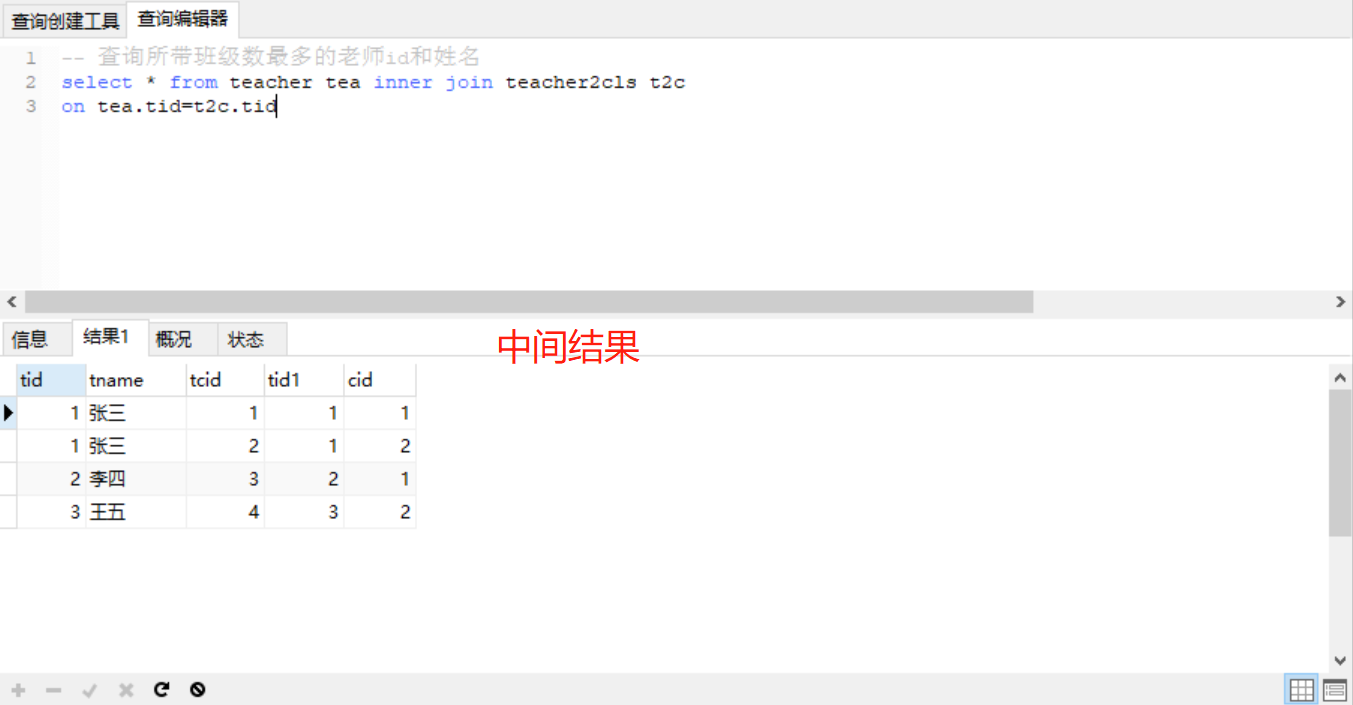 查询创建工具 查询编辑器
1 -- 查询所带班级数最多的老师id和姓名
2 select * from teacher tea inner join teacher2cls t2c
3 on tea.tid=t2c.tid
信息 结果1 概况 状态
中间结果
tid tname tcid tid1 cid
1 张三 1 1 1
1 张三 2 1 2
2 李四 3 2 1
3 王五 4 3 2